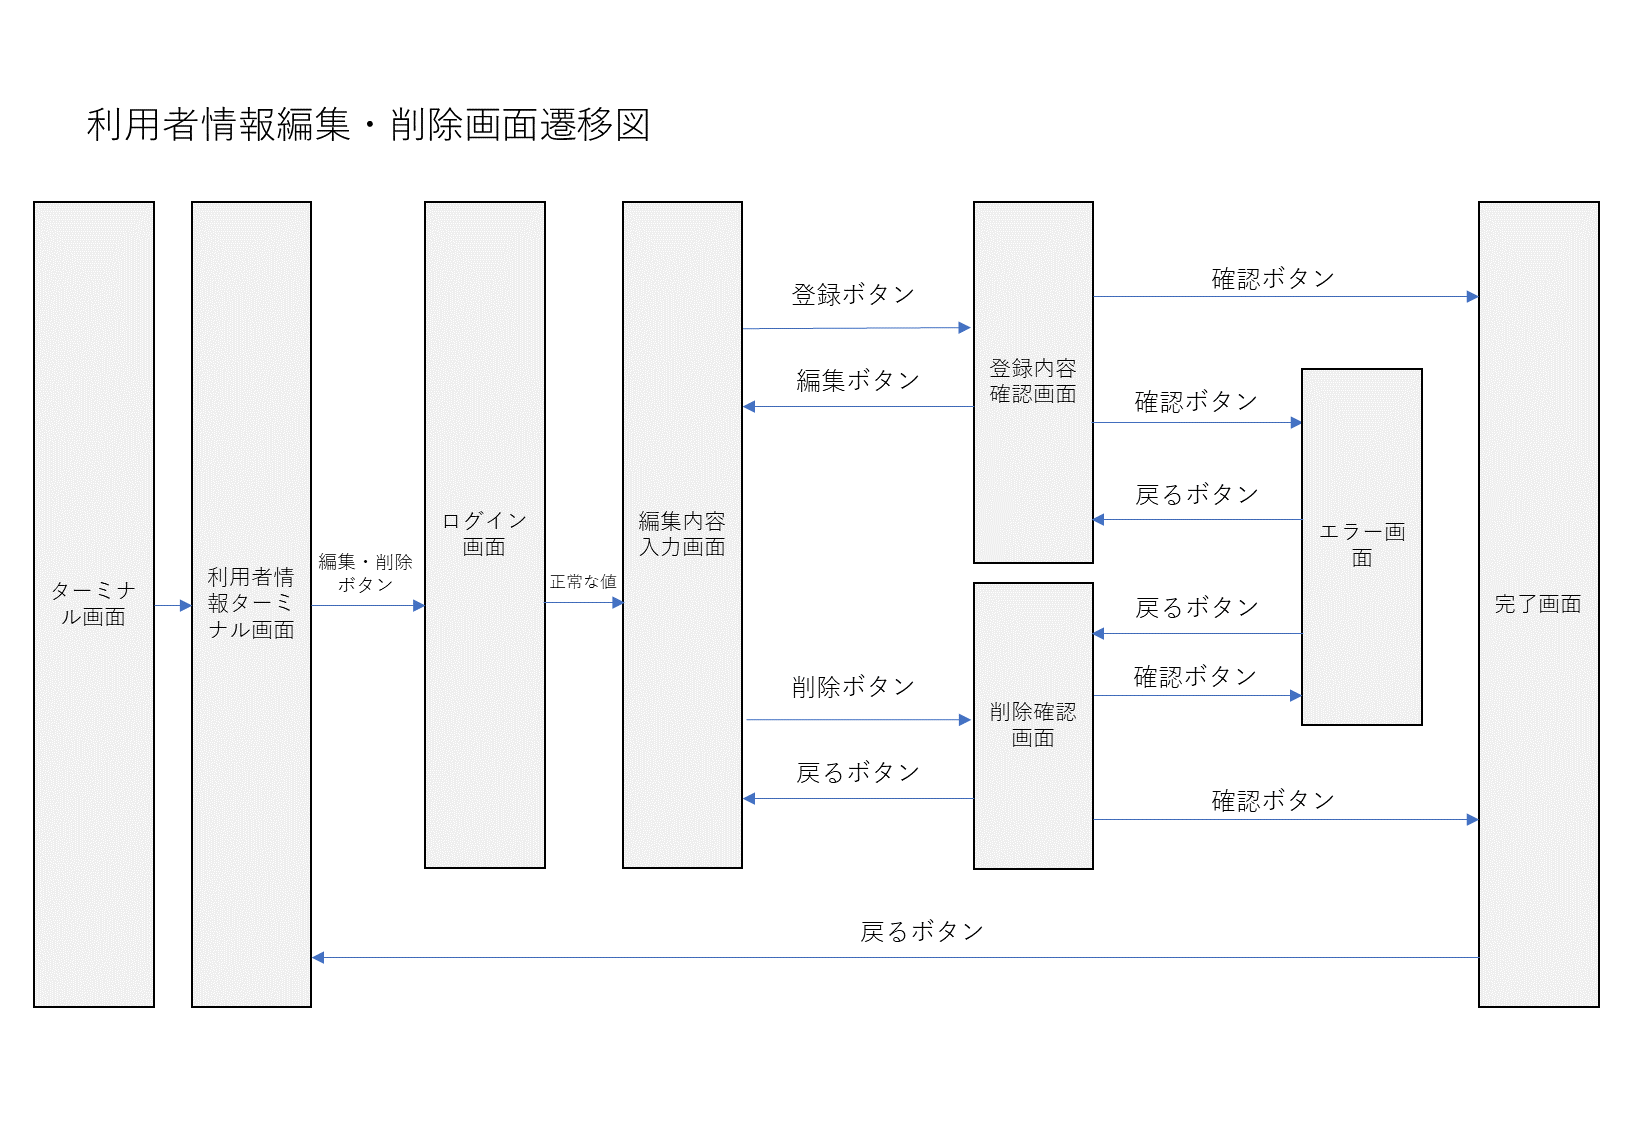 利用者情報編集・削除画面遷移図
ターミナ
ル画面
利用者情
報ターミ
ナル画面
編集・削除
ボタン
ログイン
画面
正常な値
編集内容
入力画面
登録ボタン
編集ボタン
削除ボタン
戻るボタン
登録内容
確認画面
削除確認
画面
確認ボタン
確認ボタン
戻るボタン
戻るボタン
確認ボタン
確認ボタン
エラー画
面
完了画面
戻るボタン